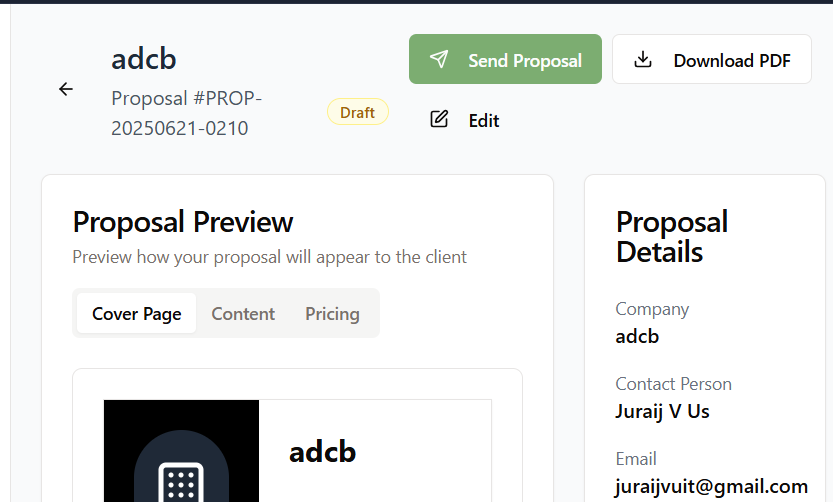 adcb
Proposal #PROP-
20250621-0210
Draft
Send Proposal
Download PDF
Edit
Proposal Preview
Preview how your proposal will appear to the client
Cover Page
Content
Pricing
adcb
Proposal
Details
Company
adcb
Contact Person
Juraij V Us
Email
juraijvuit@gmail.com